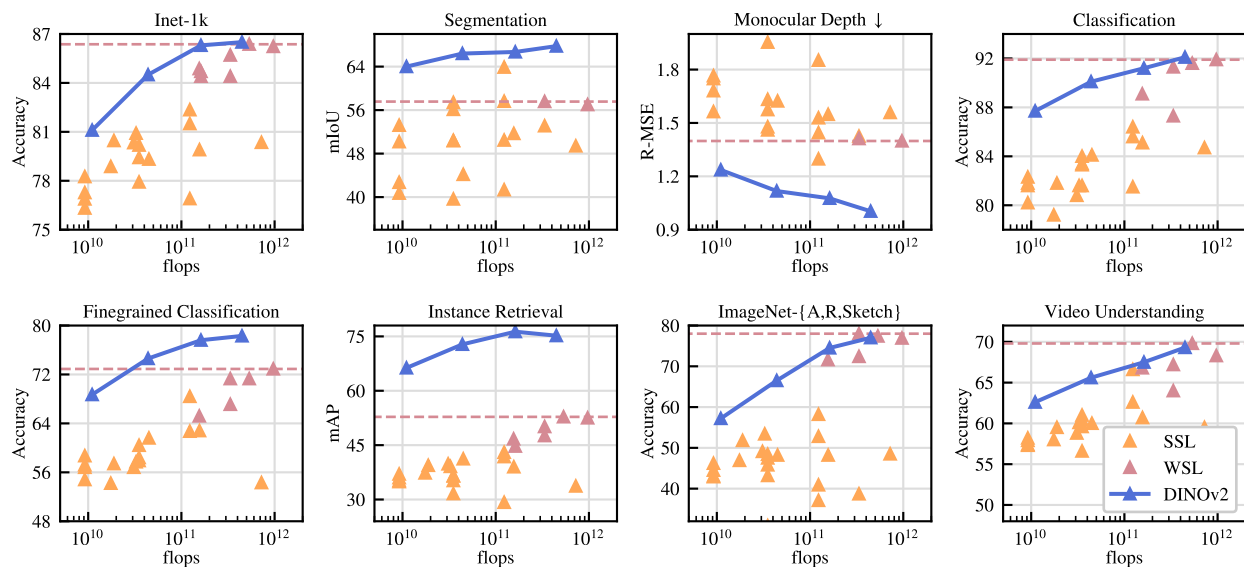 Inet-1k
Segmentation
Monocular Depth ↓
Classification
87
84
81
78
75
Accuracy
10^10
10^11
10^12
flops
64
56
48
40
mIoU
10^10
10^11
10^12
flops
1.8
1.5
1.2
0.9
R-MSE
10^10
10^11
10^12
flops
92
88
84
80
Accuracy
10^10
10^11
10^12
flops
Finegrained Classification
Instance Retrieval
ImageNet-{A,R,Sketch}
Video Understanding
80
72
64
56
48
Accuracy
10^10
10^11
10^12
flops
75
60
45
30
mAP
10^10
10^11
10^12
flops
80
70
60
50
40
Accuracy
10^10
10^11
10^12
flops
70
65
60
55
50
Accuracy
10^10
10^11
10^12
flops
SSL
WSL
DINOv2